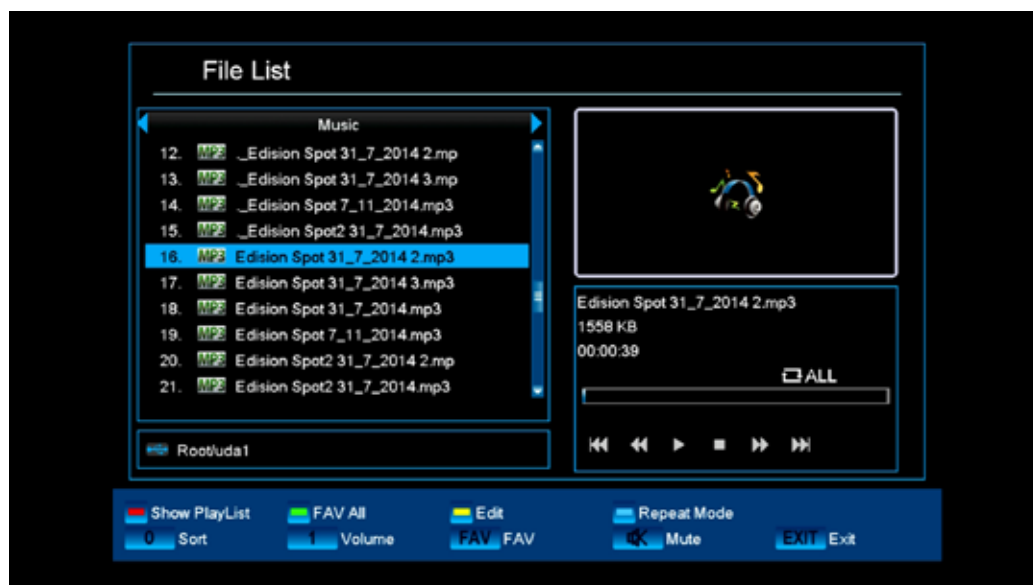 File List
Music
12. MP3 ._Edision Spot 31_7_2014 2.mp
13. MP3 ._Edision Spot 31_7_2014 3.mp
14. MP3 ._Edision Spot 7_11_2014.mp3
15. MP3 ._Edision Spot2 31_7_2014.mp3
16. MP3 Edision Spot 31_7_2014 2.mp3
17. MP3 Edision Spot 31_7_2014 3.mp3
18. MP3 Edision Spot 31_7_2014.mp3
19. MP3 Edision Spot 7_11_2014.mp3
20. MP3 Edision Spot2 31_7_2014 2.mp
21. MP3 Edision Spot2 31_7_2014.mp3
Root/uda1
Edision Spot 31_7_2014 2.mp3
1558 KB
00:00:39
ALL
Show PlayList FAV All Edit Repeat Mode
0 Sort 1 Volume FAV FAV Mute EXIT Exit